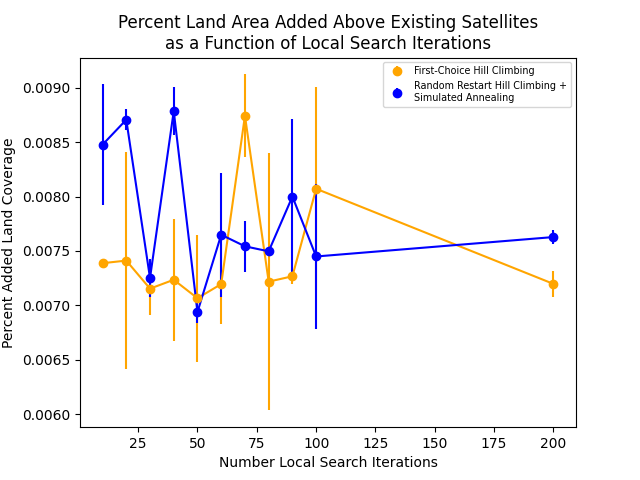 Percent Land Area Added Above Existing Satellites
as a Function of Local Search Iterations
First-Choice Hill Climbing
Random Restart Hill Climbing +
Simulated Annealing
Percent Added Land Coverage
0.0090
0.0085
0.0080
0.0075
0.0070
0.0065
0.0060
25 50 75 100 125 150 175 200
Number Local Search Iterations